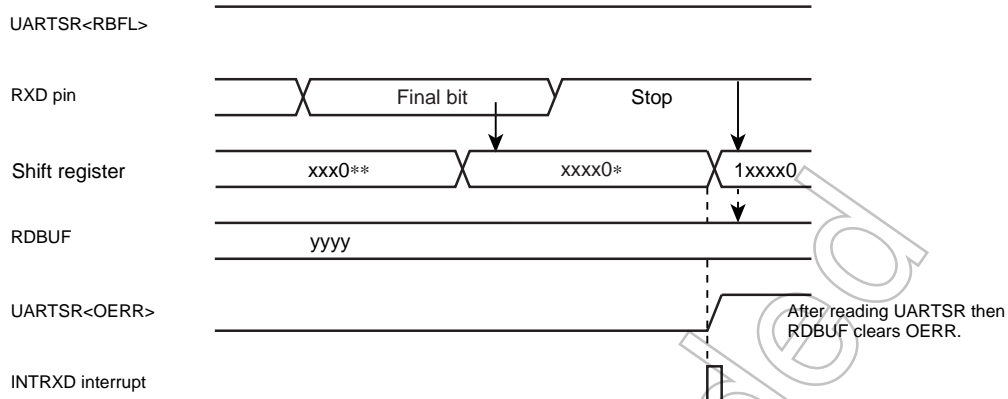 UARTSR<RBFL>
RXD pin
Final bit
Stop
Shift register
xxx0**
xxxx0*
1xxxx0
RDBUF
yyyy
UARTSR<OERR>
After reading UARTSR then
RDBUF clears OERR.
INTRXD interrupt